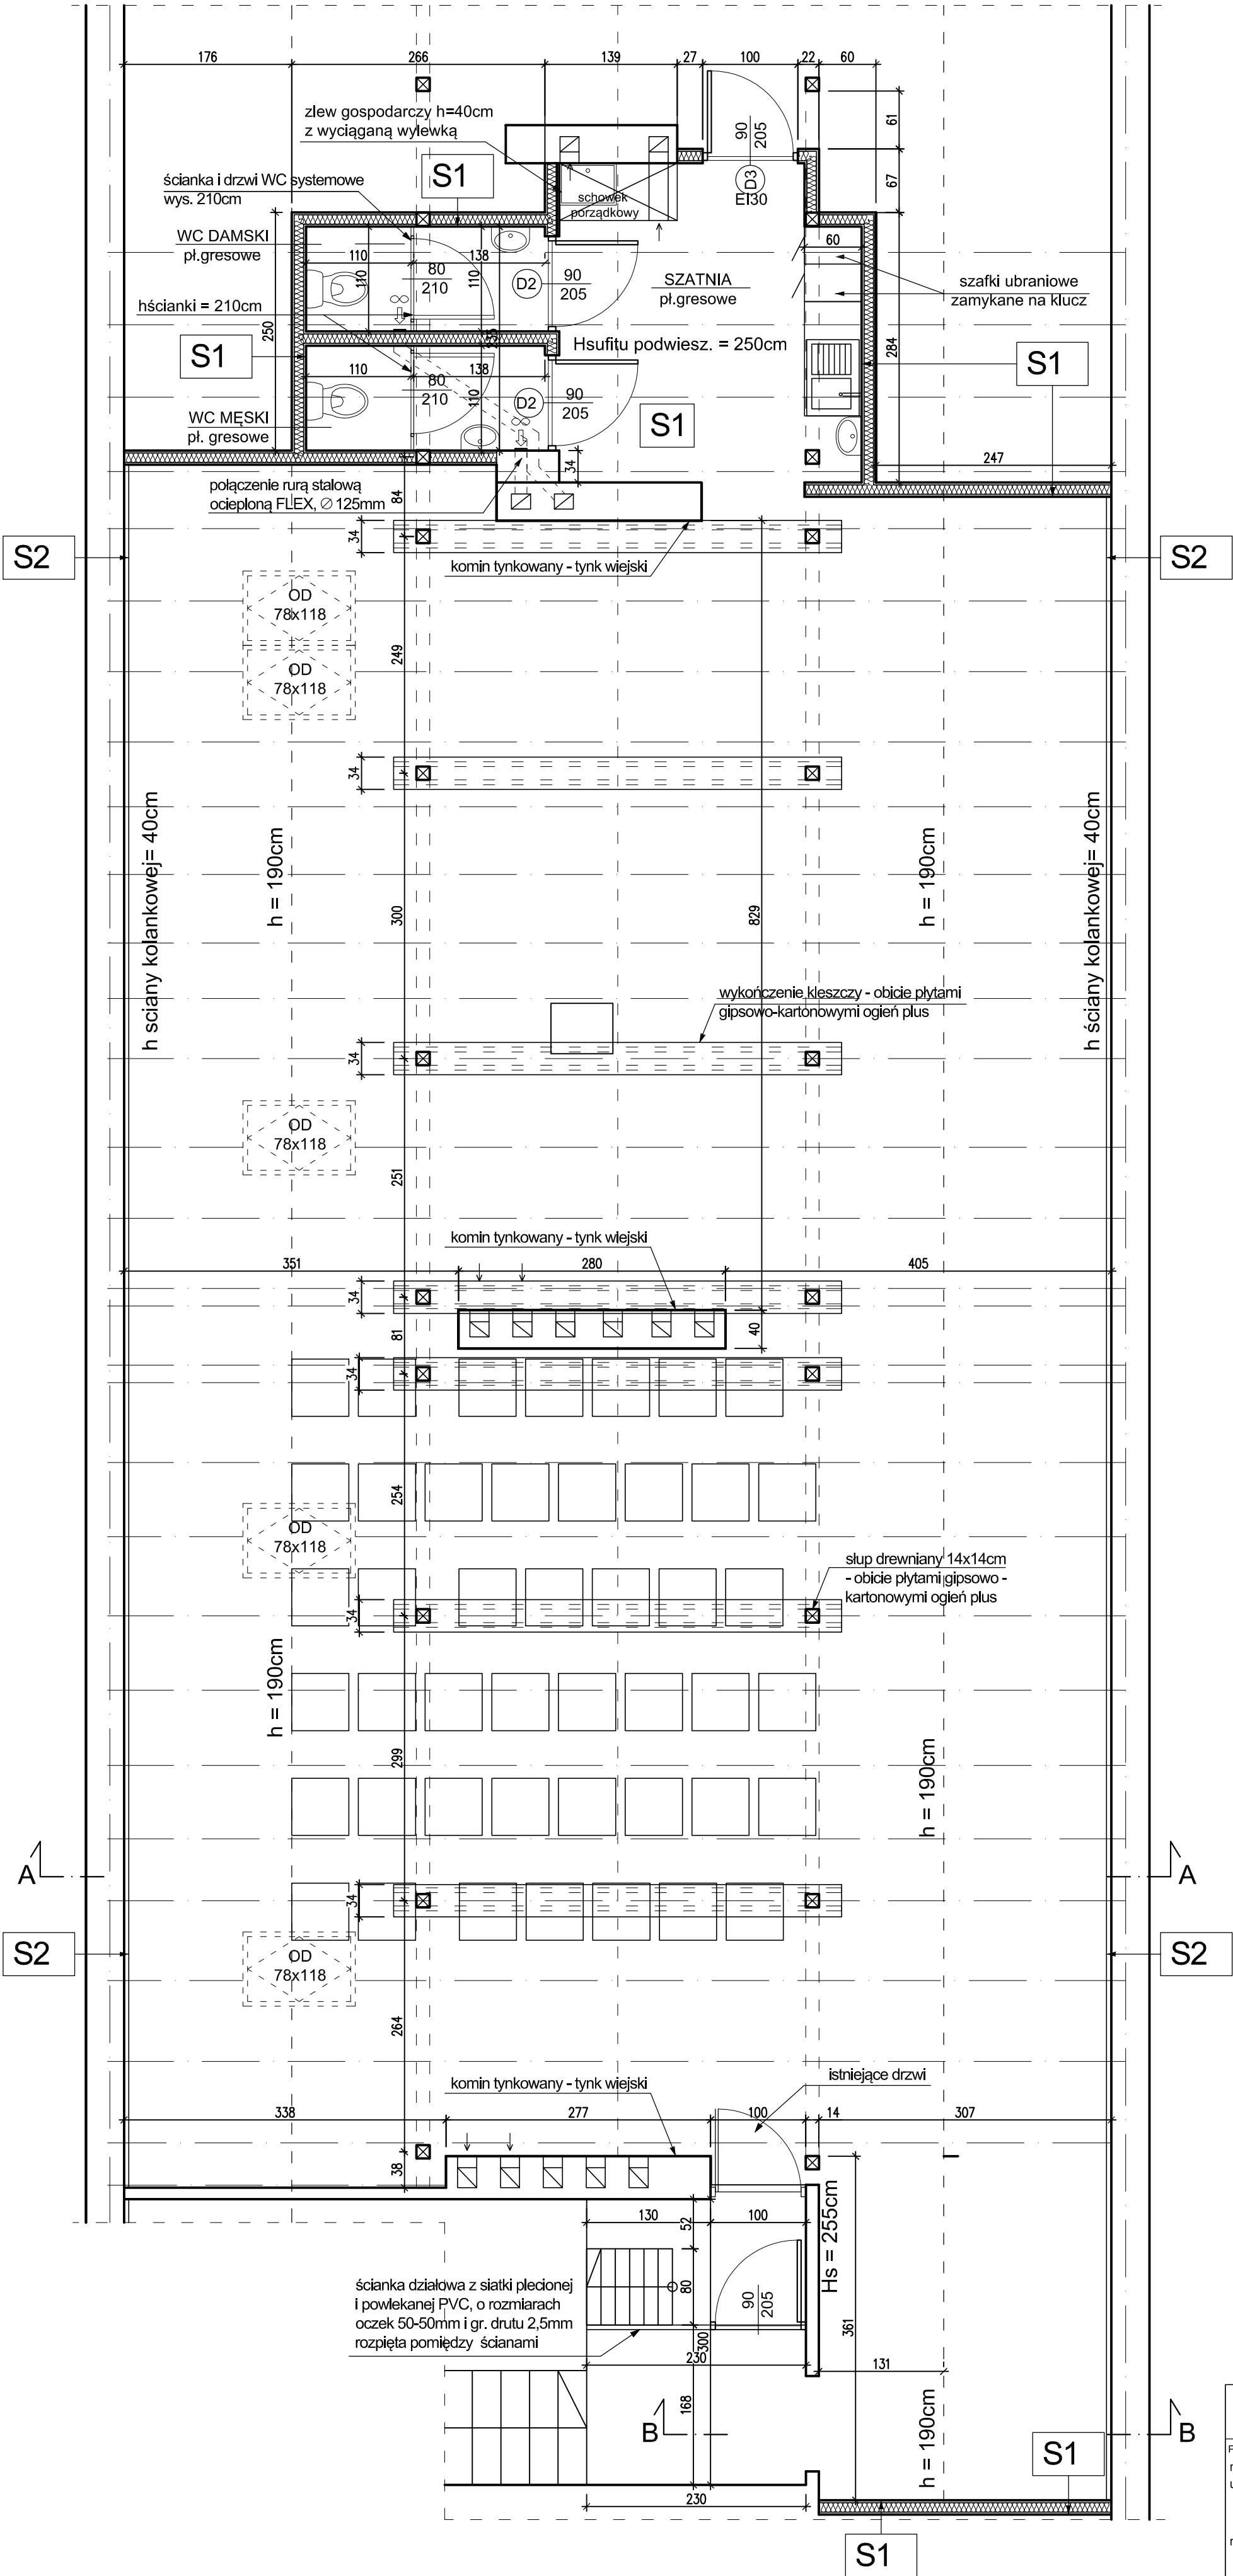 176
266
139
27
100
22
60
zlew gospodarczy h=40cm
z wyciąganą wylewką
90
205
D3
EI30
61
67
ścianka i drzwi WC systemowe
wys. 210cm
S1
schowek
porządkowy
WC DAMSKI
pł.gresowe
110
138
110
110
80
210
D2
90
205
SZATNIA
pł.gresowe
60
szafki ubraniowe
zamykane na klucz
hścianki = 210cm
250
S1
235
Hsufitu podwiesz. = 250cm
284
S1
110
138
110
80
210
D2
90
205
WC MĘSKI
pł. gresowe
S1
247
połączenie rurą stalową
ocieploną FLEX, ∅ 125mm
84
34
34
S2
komin tynkowany - tynk wiejski
S2
OD
78x118
249
OD
78x118
34
h ściany kolankowej= 40cm
h = 190cm
300
829
h = 190cm
h ściany kolankowej= 40cm
wykończenie kleszczy - obicie płytami
gipsowo-kartonowymi ogień plus
34
OD
78x118
251
komin tynkowany - tynk wiejski
351
280
405
34
81
40
34
254
OD
78x118
słup drewniany 14x14cm
- obicie płytami gipsowo -
kartonowymi ogień plus
34
h = 190cm
h = 190cm
299
A
A
34
S2
S2
OD
78x118
264
istniejące drzwi
komin tynkowany - tynk wiejski
338
277
100
14
307
38
130
52
100
Hs = 255cm
ścianka działowa z siatki plecionej
i powlekanej PVC, o rozmiarach
oczek 50-50mm i gr. drutu 2,5mm
rozpięta pomiędzy ścianami
80
90
205
300
230
361
131
168
B
B
h = 190cm
S1
230
S1